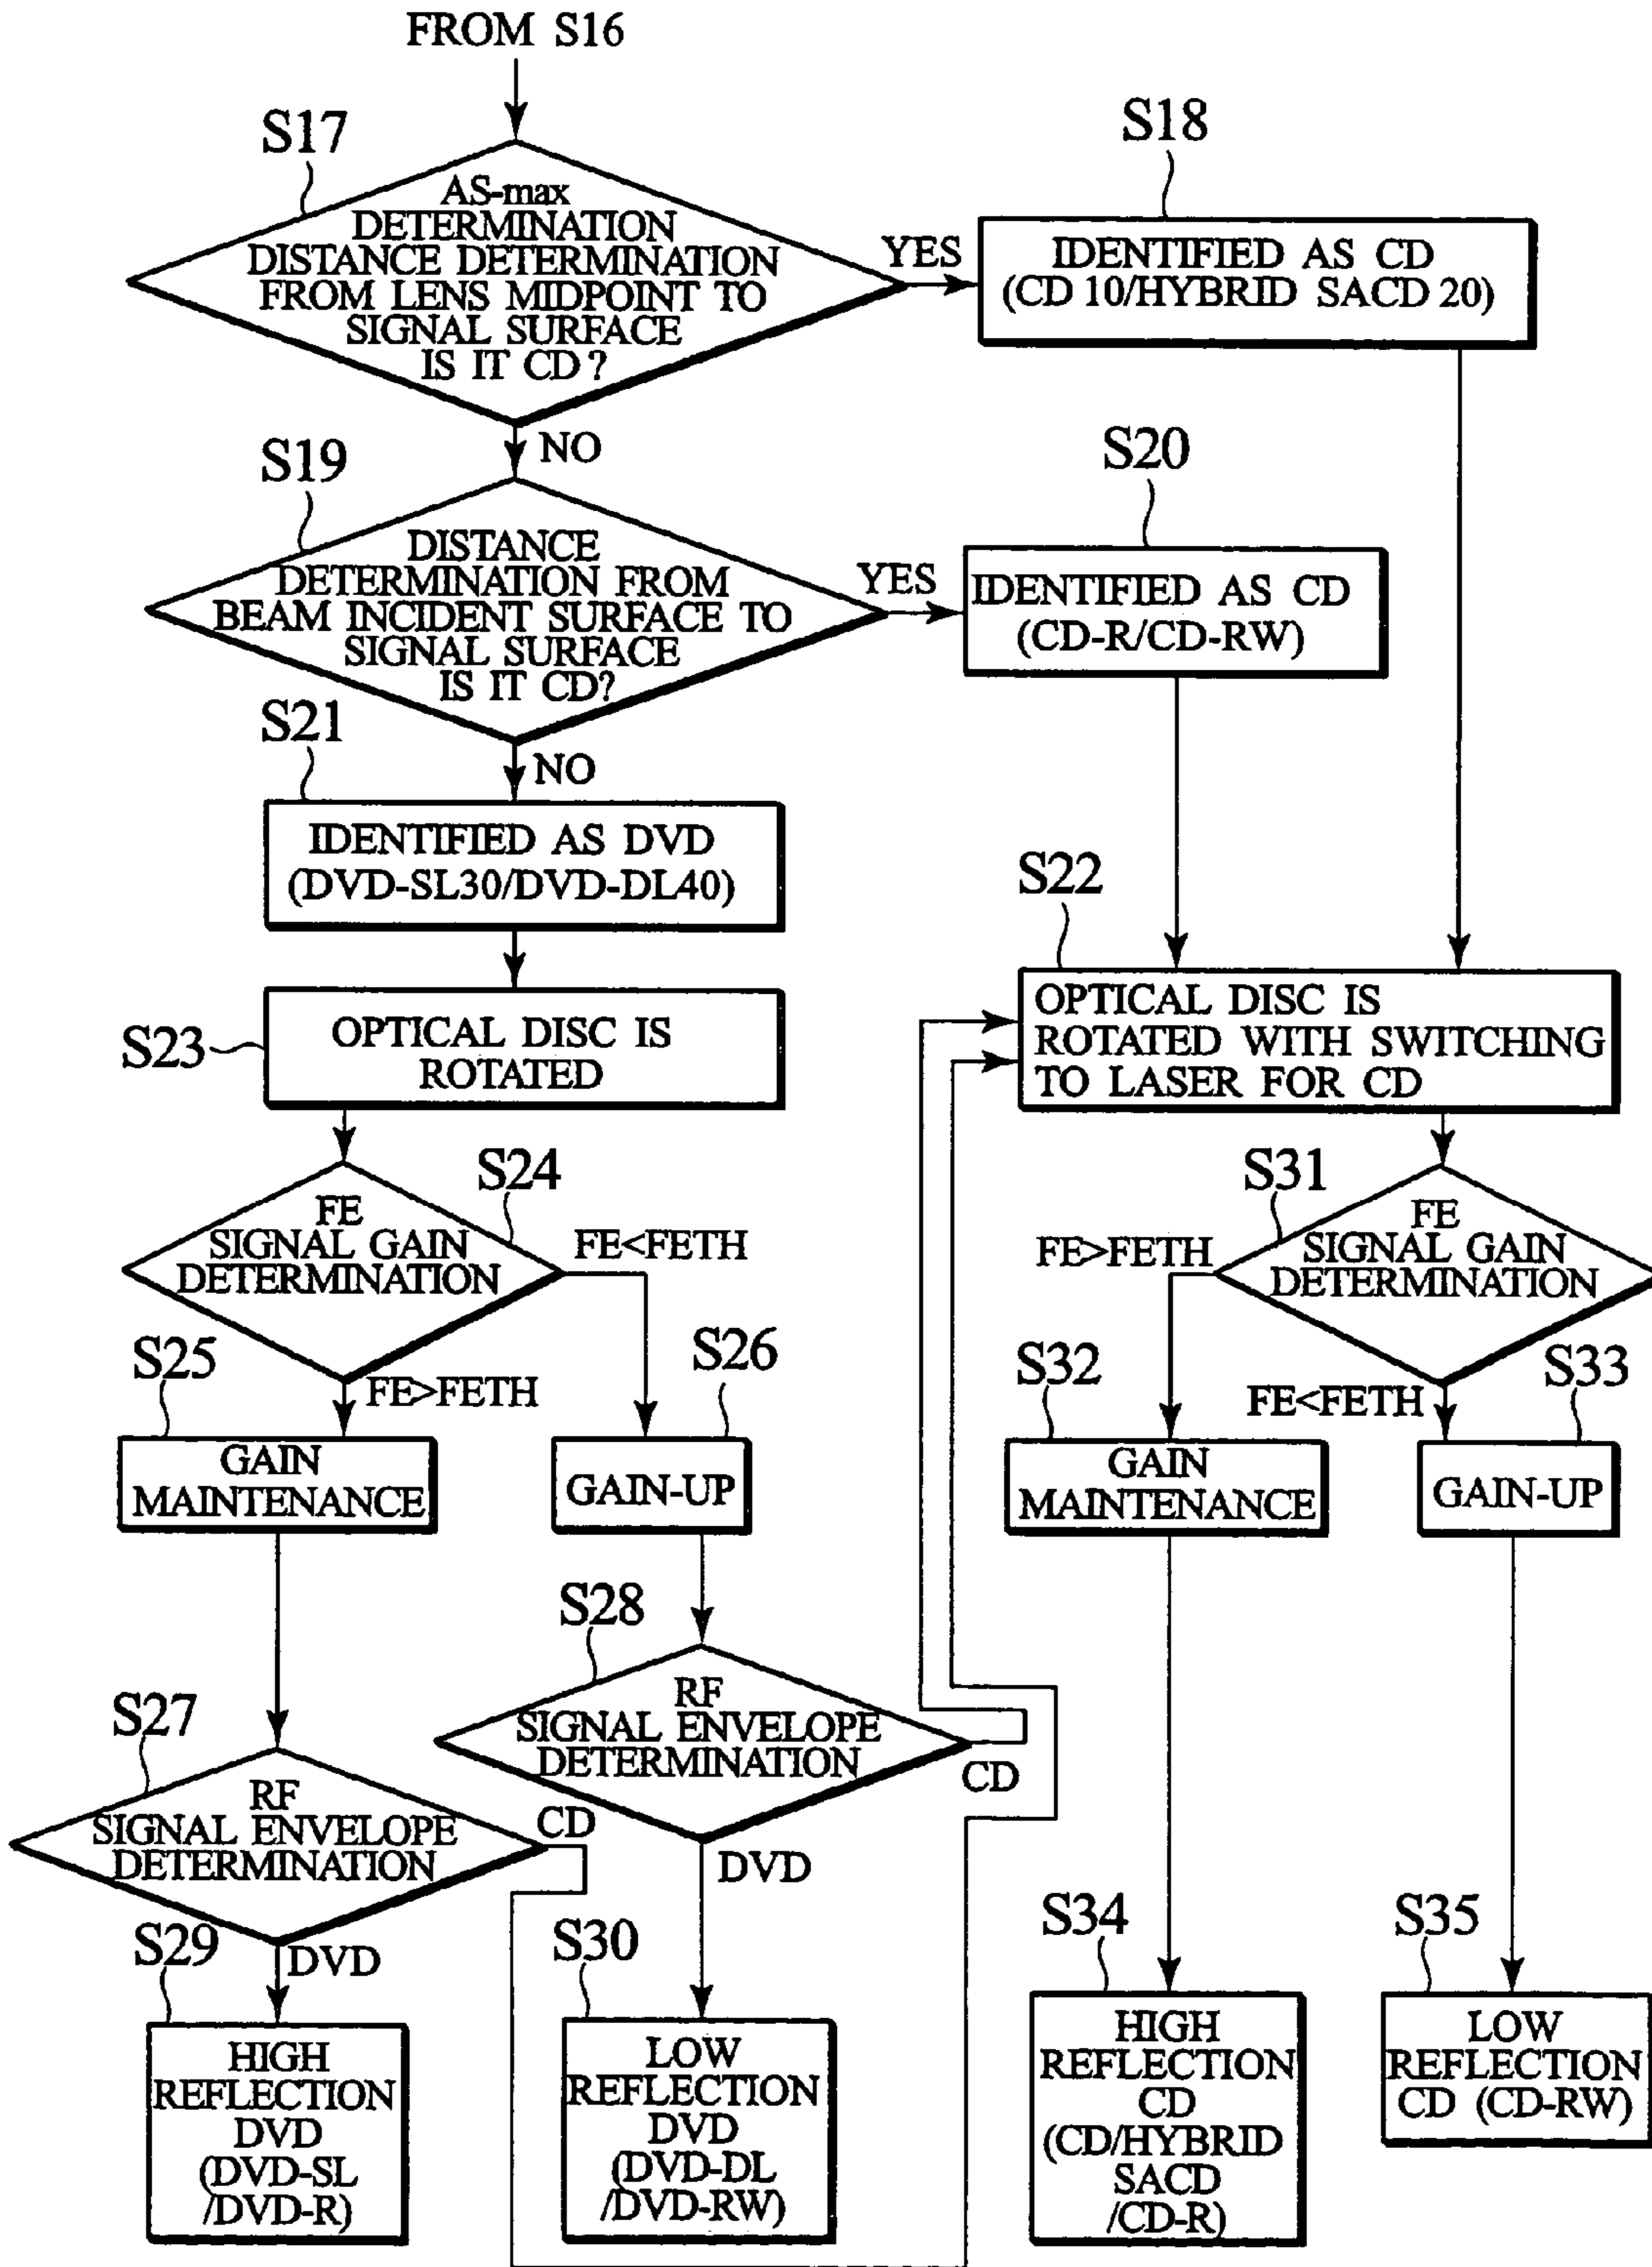 FROM S16
S17
AS-max
DETERMINATION
DISTANCE DETERMINATION
FROM LENS MIDPOINT TO
SIGNAL SURFACE
IS IT CD ?
YES
S18
IDENTIFIED AS CD
(CD 10/HYBRID SACD 20)
NO
S19
DISTANCE
DETERMINATION FROM
BEAM INCIDENT SURFACE TO
SIGNAL SURFACE
IS IT CD?
YES
S20
IDENTIFIED AS CD
(CD-R/CD-RW)
NO
S21
IDENTIFIED AS DVD
(DVD-SL30/DVD-DL40)
S22
OPTICAL DISC IS
ROTATED WITH SWITCHING
TO LASER FOR CD
S23
OPTICAL DISC IS
ROTATED
S24
FE
SIGNAL GAIN
DETERMINATION
FE<FETH
FE>FETH
S25
GAIN
MAINTENANCE
S26
GAIN-UP
S31
FE
SIGNAL GAIN
DETERMINATION
FE>FETH
FE<FETH
S32
GAIN
MAINTENANCE
S33
GAIN-UP
S28
RF
SIGNAL ENVELOPE
DETERMINATION
CD
DVD
S27
RF
SIGNAL ENVELOPE
DETERMINATION
CD
DVD
S29
HIGH
REFLECTION
DVD
(DVD-SL
/DVD-R)
S30
LOW
REFLECTION
DVD
(DVD-DL
/DVD-RW)
S34
HIGH
REFLECTION
CD
(CD/HYBRID
SACD
/CD-R)
S35
LOW
REFLECTION
CD (CD-RW)